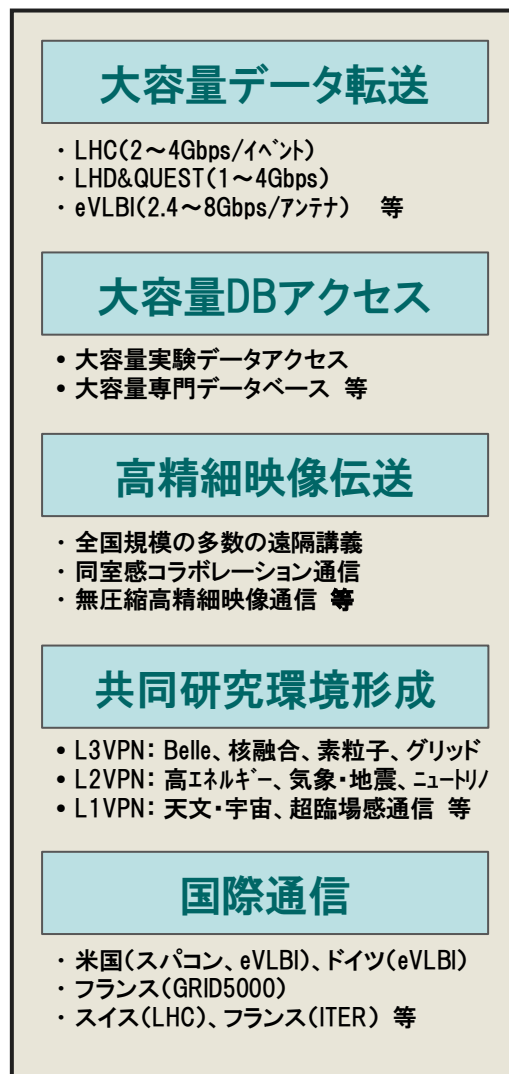 大容量データ転送
・ LHC(2～4Gbps/ｲﾍﾞﾝﾄ)
・ LHD&QUEST(1～4Gbps)
・ eVLBI(2.4～8Gbps/ｱﾝﾃﾅ) 等
大容量DBアクセス
• 大容量実験データアクセス
• 大容量専門データベース 等
高精細映像伝送
・ 全国規模の多数の遠隔講義
・ 同室感コラボレーション通信
・ 無圧縮高精細映像通信 等
共同研究環境形成
• L3VPN： Belle、核融合、素粒子、グリッド
• L2VPN： 高ｴﾈﾙｷﾞｰ、気象・地震、ﾆｭｰﾄﾘﾉ
• L1VPN： 天文・宇宙、超臨場感通信 等
国際通信
・ 米国(スパコン、eVLBI)、ドイツ(eVLBI)
・ フランス(GRID5000)
・ スイス(LHC)、フランス(ITER) 等